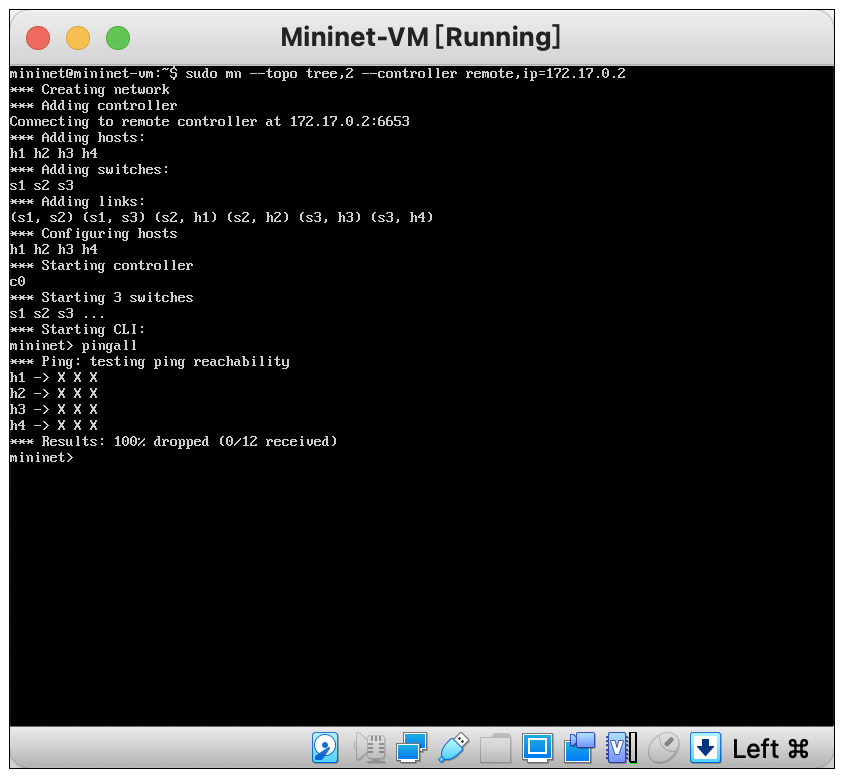 Mininet-VM [Running]
mininet@mininet-vm:~$ sudo mn --topo tree,2 --controller remote,ip=172.17.0.2
*** Creating network
*** Adding controller
Connecting to remote controller at 172.17.0.2:6653
*** Adding hosts:
h1 h2 h3 h4
*** Adding switches:
s1 s2 s3
*** Adding links:
(s1, s2) (s1, s3) (s2, h1) (s2, h2) (s3, h3) (s3, h4)
*** Configuring hosts
h1 h2 h3 h4
*** Starting controller
c0
*** Starting 3 switches
s1 s2 s3 ...
*** Starting CLI:
mininet> pingall
*** Ping: testing ping reachability
h1 -> X X X
h2 -> X X X
h3 -> X X X
h4 -> X X X
*** Results: 100% dropped (0/12 received)
mininet>
V
Left ⌘